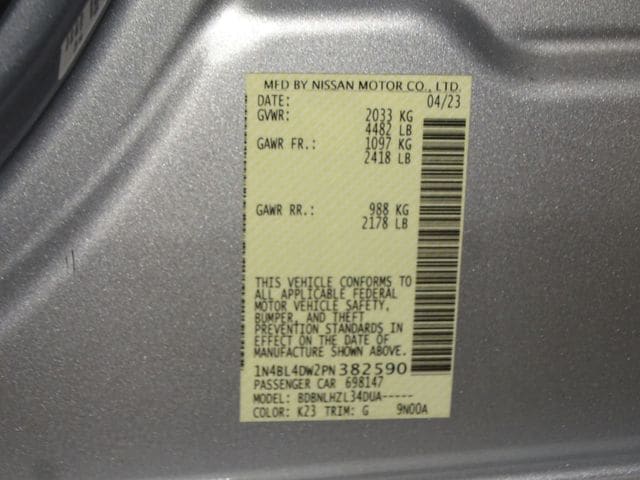 MFD BY NISSAN MOTOR CO., LTD.
DATE: 04/23
GVWR: 2033 KG
4482 LB
GAWR FR.: 1097 KG
2418 LB
GAWR RR.: 988 KG
2178 LB
THIS VEHICLE CONFORMS TO
ALL APPLICABLE FEDERAL
MOTOR VEHICLE SAFETY,
BUMPER, AND THEFT
PREVENTION STANDARDS IN
EFFECT ON THE DATE OF
MANUFACTURE SHOWN ABOVE.
1N4BL4DW2PN382590
PASSENGER CAR 698147
MODEL: BDBNLHZL34DUA-----
COLOR: K23 TRIM: G 9N00A